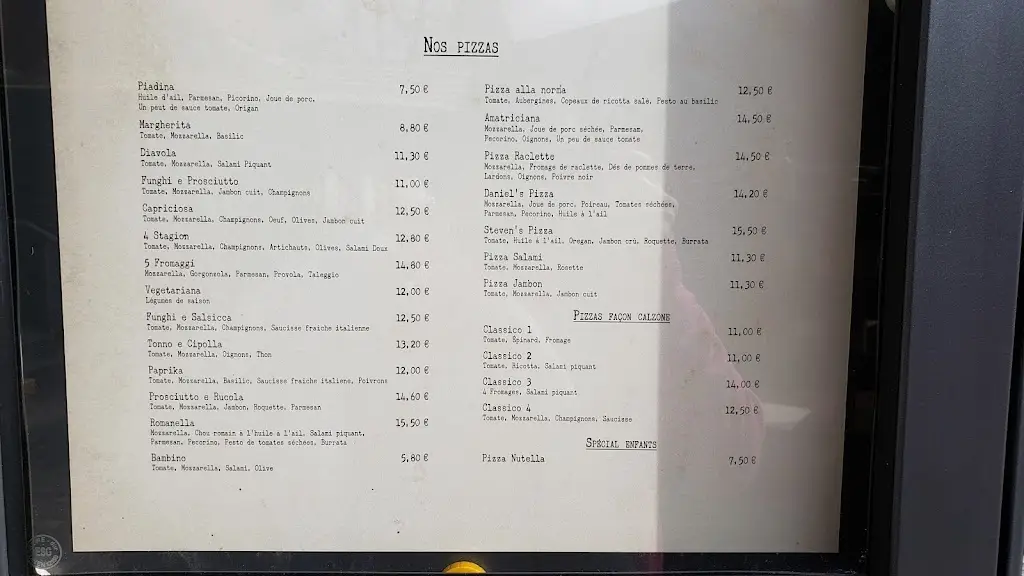 Nos pizzas
Piadina 7,50 €
Huile d'ail, Parmesan, Picorino, Joue de porc,
Un peut de sauce tomate, Origan
Margherita 8,80 €
Tomate, Mozzarella, Basilic
Diavola 11,30 €
Tomate, Mozzarella, Salami Piquant
Funghi e Prosciutto 11,00 €
Tomate, Mozzarella, Jambon cuit, Champignons
Capriciosa 12,50 €
Tomate, Mozzarella, Champignons, Oeuf, Olives, Jambon cuit
4 Stagion 12,80 €
Tomate, Mozzarella, Champignons, Artichauts, Olives, Salami Doux
5 Fromaggi 14,80 €
Mozzarella, Gorgonzola, Parmesan, Provola, Taleggio
Vegetariana 12,00 €
Légumes de saison
Funghi e Salsicca 12,50 €
Tomate, Mozzarella, Champignons, Saucisse fraiche italienne
Tonno e Cipolla 13,20 €
Tomate, Mozzarella, Oignons, Thon
Paprika 12,00 €
Tomate, Mozzarella, Basilic, Saucisse fraiche italiene, Poivrons
Prosciutto e Rucola 14,60 €
Tomate, Mozzarella, Jambon, Roquette, Parmesan
Romanella 15,50 €
Mozzarella, Chou romain à l'huile à l'ail, Salami piquant,
Parmesan, Pecorino, Pesto de tomates séchées, Burrata
Bambino 5,80 €
Tomate, Mozzarella, Salami, Olive
Pizza alla norma 12,50 €
Tomate, Aubergines, Copeaux de ricotta salé, Pesto au basilic
Amatriciana 14,50 €
Mozzarella, Joue de porc séchée, Parmesam,
Pecorino, Oignons, Un peu de sauce tomate
Pizza Raclette 14,50 €
Mozzarella, Fromage de raclette, Dés de pommes de terre,
Lardons, Oignons, Poivre noir
Daniel's Pizza 14,20 €
Mozzarella, Joue de porc, Poireau, Tomates séchées,
Parmesan, Pecorino, Huile à l'ail
Steven's Pizza 15,50 €
Tomate, Huile à l'ail, Oregan, Jambon crû, Roquette, Burrata
Pizza Salami 11,30 €
Tomate, Mozzarella, Rosette
Pizza Jambon 11,30 €
Tomate, Mozzarella, Jambon cuit
Pizzas façon calzone
Classico 1 11,00 €
Tomate, Épinard, Fromage
Classico 2 11,00 €
Tomate, Ricotta, Salami piquant
Classico 3 14,00 €
4 Fromages, Salami piquant
Classico 4 12,50 €
Tomate, Mozzarella, Champignons, Saucisse
Spécial enfants
Pizza Nutella 7,50 €
ESG